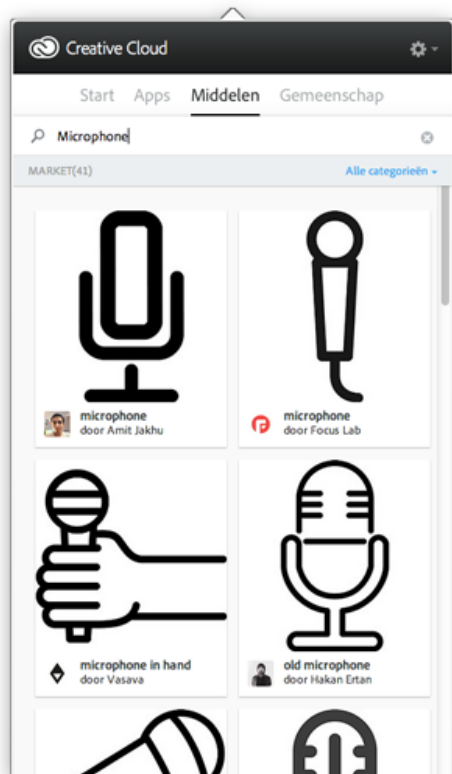 Creative Cloud
Start Apps Middelen Gemeenschap
Microphone
MARKET(41) Alle categorieën
microphone
door Amit Jakhu
microphone
door Focus Lab
microphone in hand
door Vasava
old microphone
door Hakan Ertan